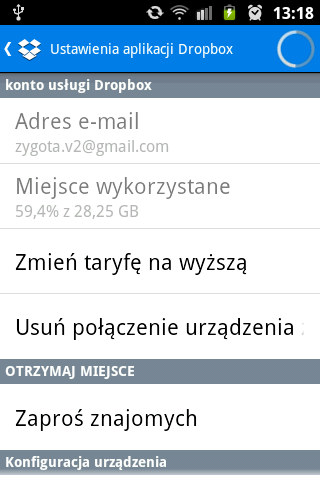 13:18
Ustawienia aplikacji Dropbox
konto usługi Dropbox
Adres e-mail
zygota.v2@gmail.com
Miejsce wykorzystane
59,4% z 28,25 GB
Zmień taryfę na wyższą
Usuń połączenie urządzenia
OTRZYMAJ MIEJSCE
Zaproś znajomych
Konfiguracja urządzenia